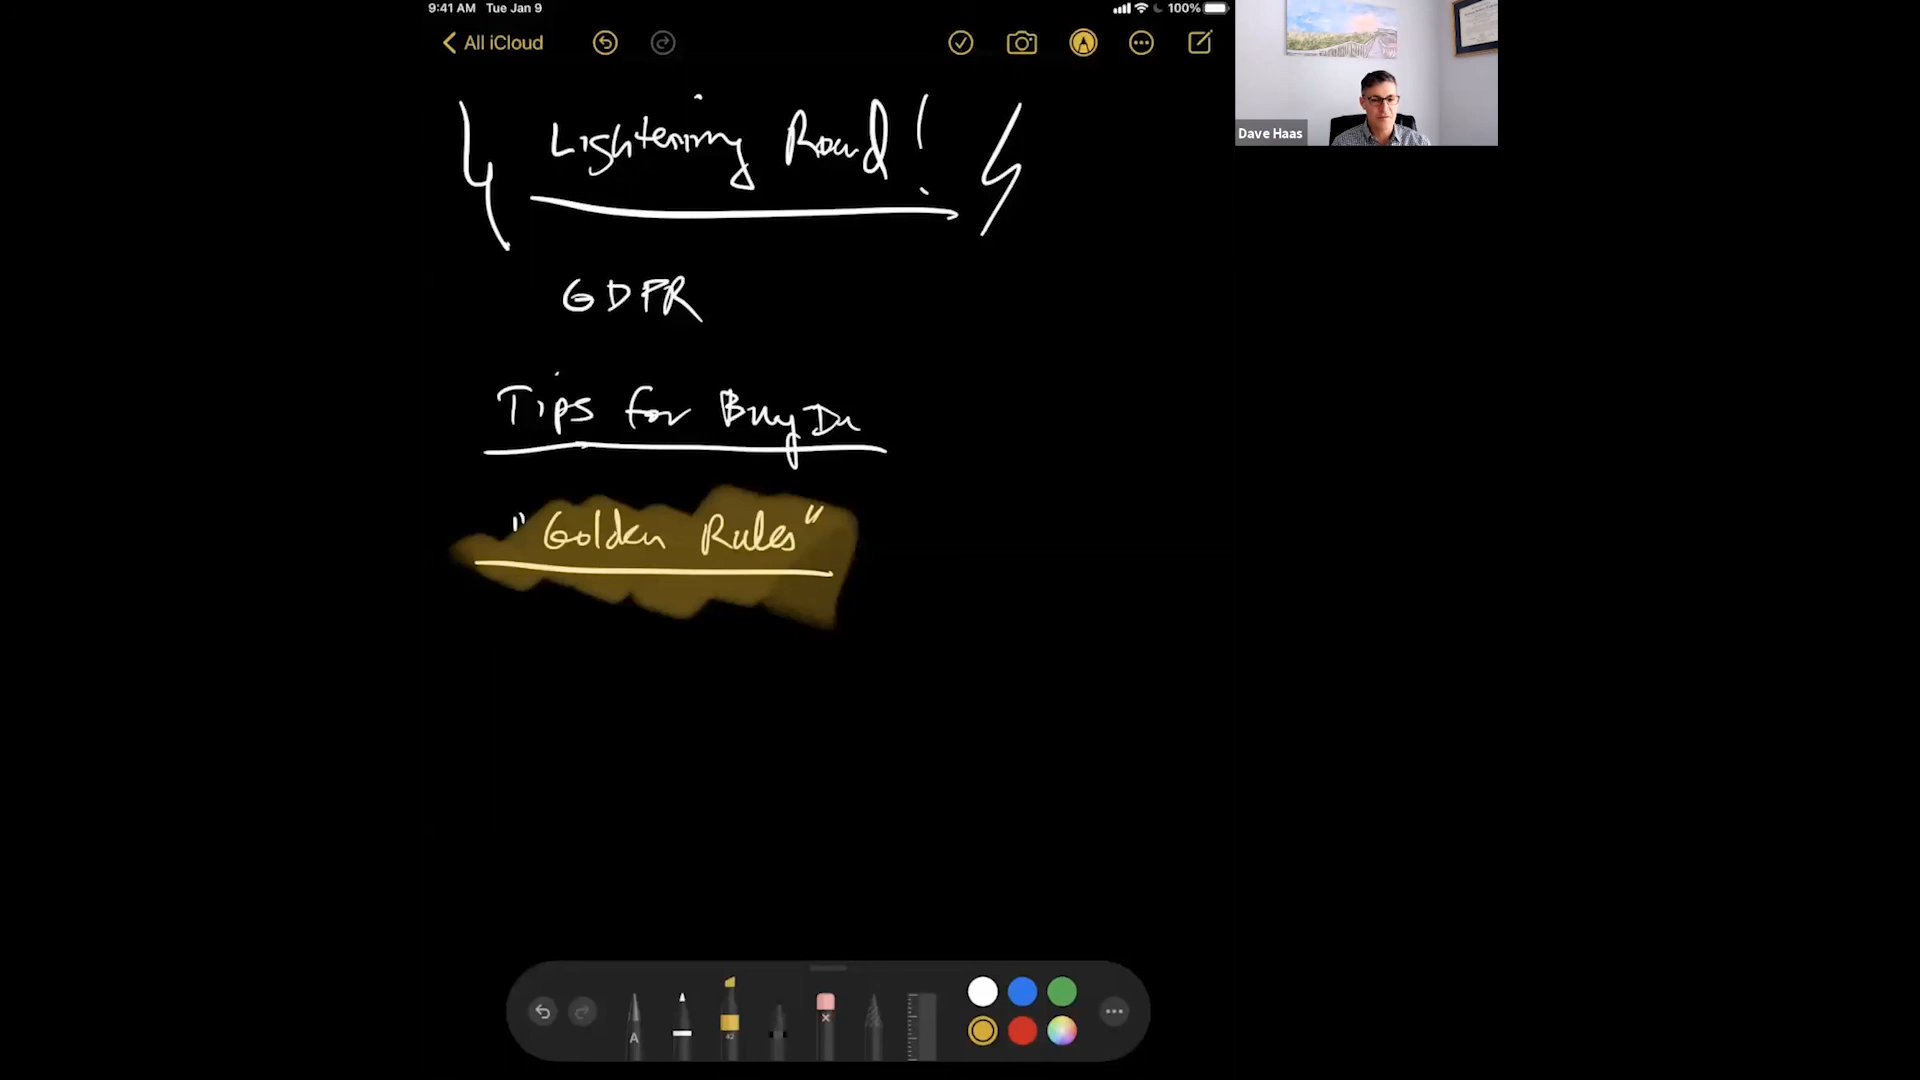 9:41 AM Tue Jan 9
100%
All iCloud
Dave Haas
Lightening Round!
GDPR
Tips for Buy
"Golden Rules"
A
42